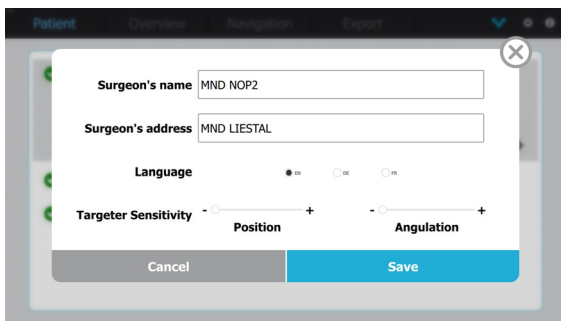 Patient Overview Navigation Export
Surgeon's name MND NOP2
Surgeon's address MND LIESTAL
Language EN DE FR
Targeter Sensitivity - + - +
Position Angulation
Cancel Save